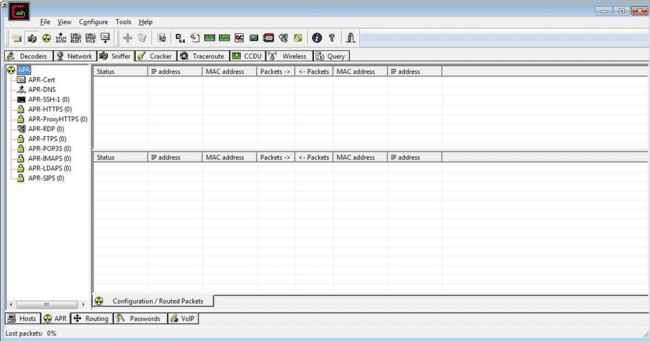 Cain
File View Configure Tools Help
Decoders Network Sniffer Cracker Traceroute CCDU Wireless Query
APR
APR-Cert
APR-DNS
APR-SSH-1 (0)
APR-HTTPS (0)
APR-ProxyHTTPS (0)
APR-RDP (0)
APR-FTPS (0)
APR-POP3S (0)
APR-IMAPS (0)
APR-LDAPS (0)
APR-SIPS (0)
Status IP address MAC address Packets -> <- Packets MAC address IP address
Status IP address MAC address Packets -> <- Packets MAC address IP address
Configuration / Routed Packets
Hosts APR Routing Passwords VoIP
Lost packets: 0%